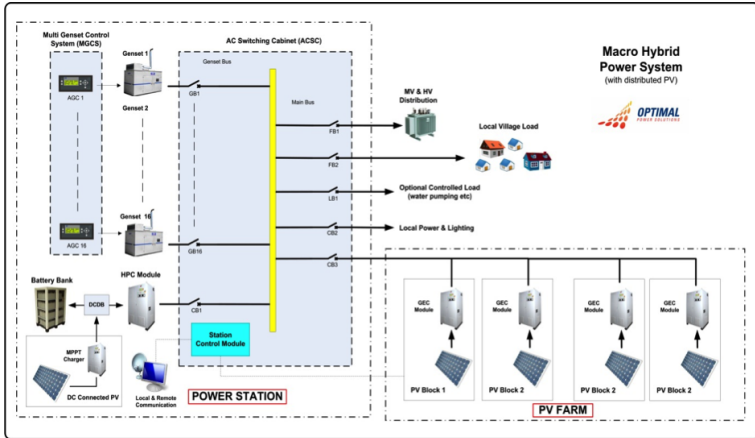 Multi Genset Control
System (MGCS)
Genset 1
AC Switching Cabinet (ACSC)
Genset Bus
Macro Hybrid
Power System
(with distributed PV)
OPTIMAL
POWER SOLUTIONS
AGC 1
GB1
Genset 2
Main Bus
MV & HV
Distribution
FB1
Local Village Load
FB2
LB1
Optional Controlled Load
(water pumping etc)
Genset 16
AGC 16
GB16
CB2
Local Power & Lighting
CB3
Battery Bank
HPC Module
DCDB
CB1
GEC
Module
GEC
Module
GEC
Module
GEC
Module
Station
Control Module
MPPT
Charger
DC Connected PV
Local & Remote
Communication
POWER STATION
PV Block 1
PV Block 2
PV Block 2
PV Block 2
PV FARM